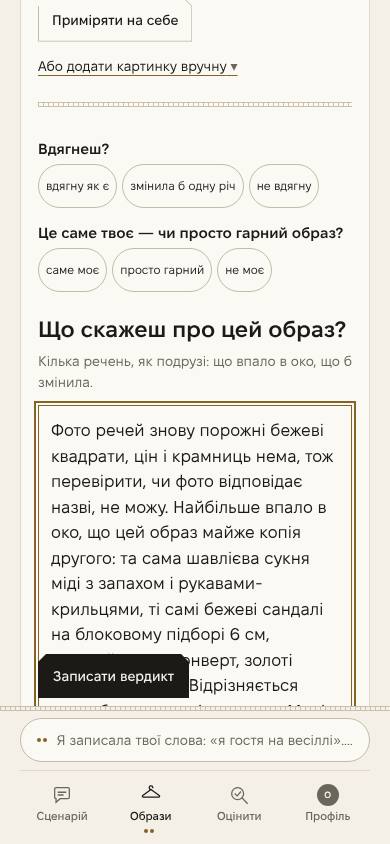 Приміряти на себе
Або додати картинку вручну ▾
Вдягнеш?
вдягну як є
змінила б одну річ
не вдягну
Це саме твоє — чи просто гарний образ?
саме моє
просто гарний
не моє
Що скажеш про цей образ?
Кілька речень, як подрузі: що впало в око, що б
змінила.
Фото речей знову порожні бежеві
квадрати, цін і крамниць нема, тож
перевірити, чи фото відповідає
назві, не можу. Найбільше впало в
око, що цей образ майже копія
другого: та сама шавлієва сукня
міді з запахом і рукавами-
крильцями, ті самі бежеві сандалі
на блоковому підборі 6 см,
золоті
Записати вердикт
Відрізняється
Я записала твої слова: «я гостя на весіллі»....
Сценарій
Образи
Оцінити
О
Профіль